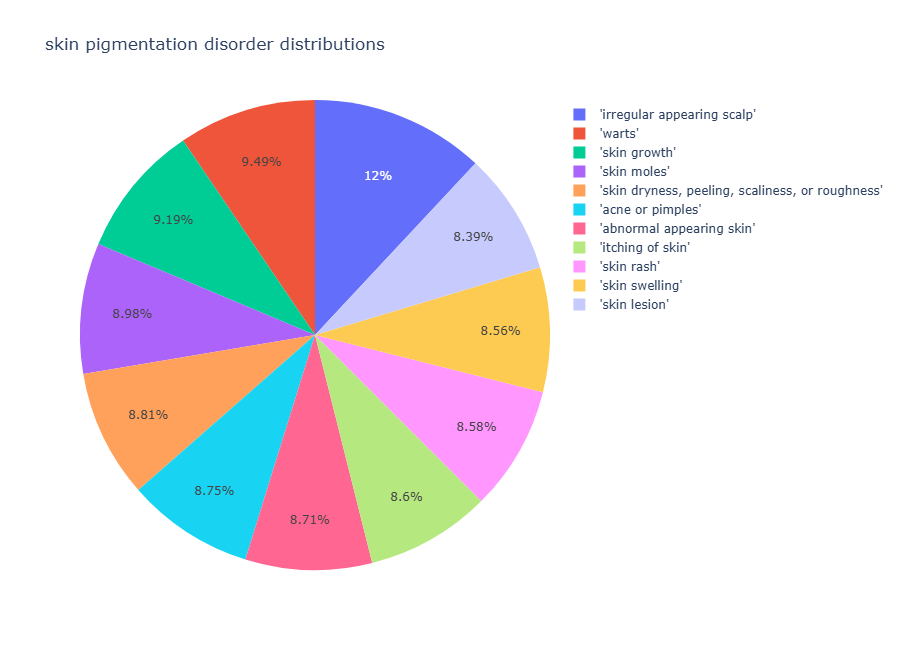 skin pigmentation disorder distributions
12%
8.39%
8.56%
8.58%
8.6%
8.71%
8.75%
8.81%
8.98%
9.19%
9.49%
'irregular appearing scalp'
'warts'
'skin growth'
'skin moles'
'skin dryness, peeling, scaliness, or roughness'
'acne or pimples'
'abnormal appearing skin'
'itching of skin'
'skin rash'
'skin swelling'
'skin lesion'